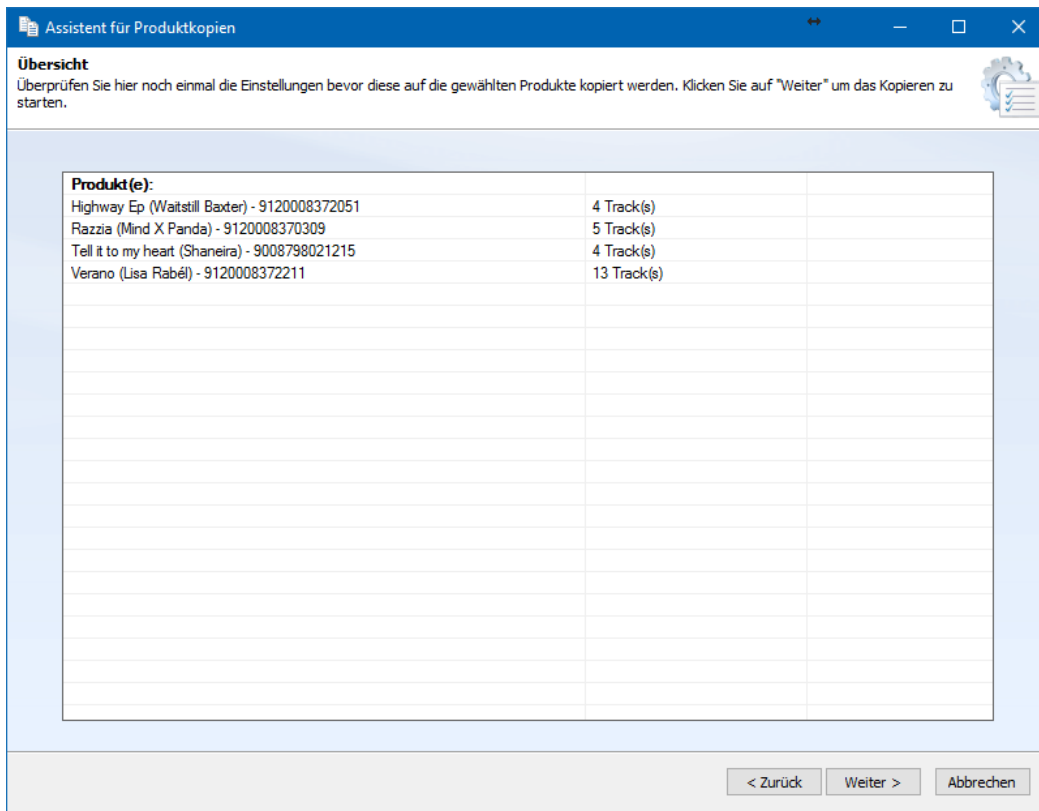 Assistent für Produktkopien
Übersicht
Überprüfen Sie hier noch einmal die Einstellungen bevor diese auf die gewählten Produkte kopiert werden. Klicken Sie auf "Weiter" um das Kopieren zu
starten.
Produkt(e):
Highway Ep (Waitstill Baxter) - 9120008372051 4 Track(s)
Razzia (Mind X Panda) - 9120008370309 5 Track(s)
Tell it to my heart (Shaneira) - 9008798021215 4 Track(s)
Verano (Lisa Rabél) - 9120008372211 13 Track(s)
< Zurück Weiter > Abbrechen